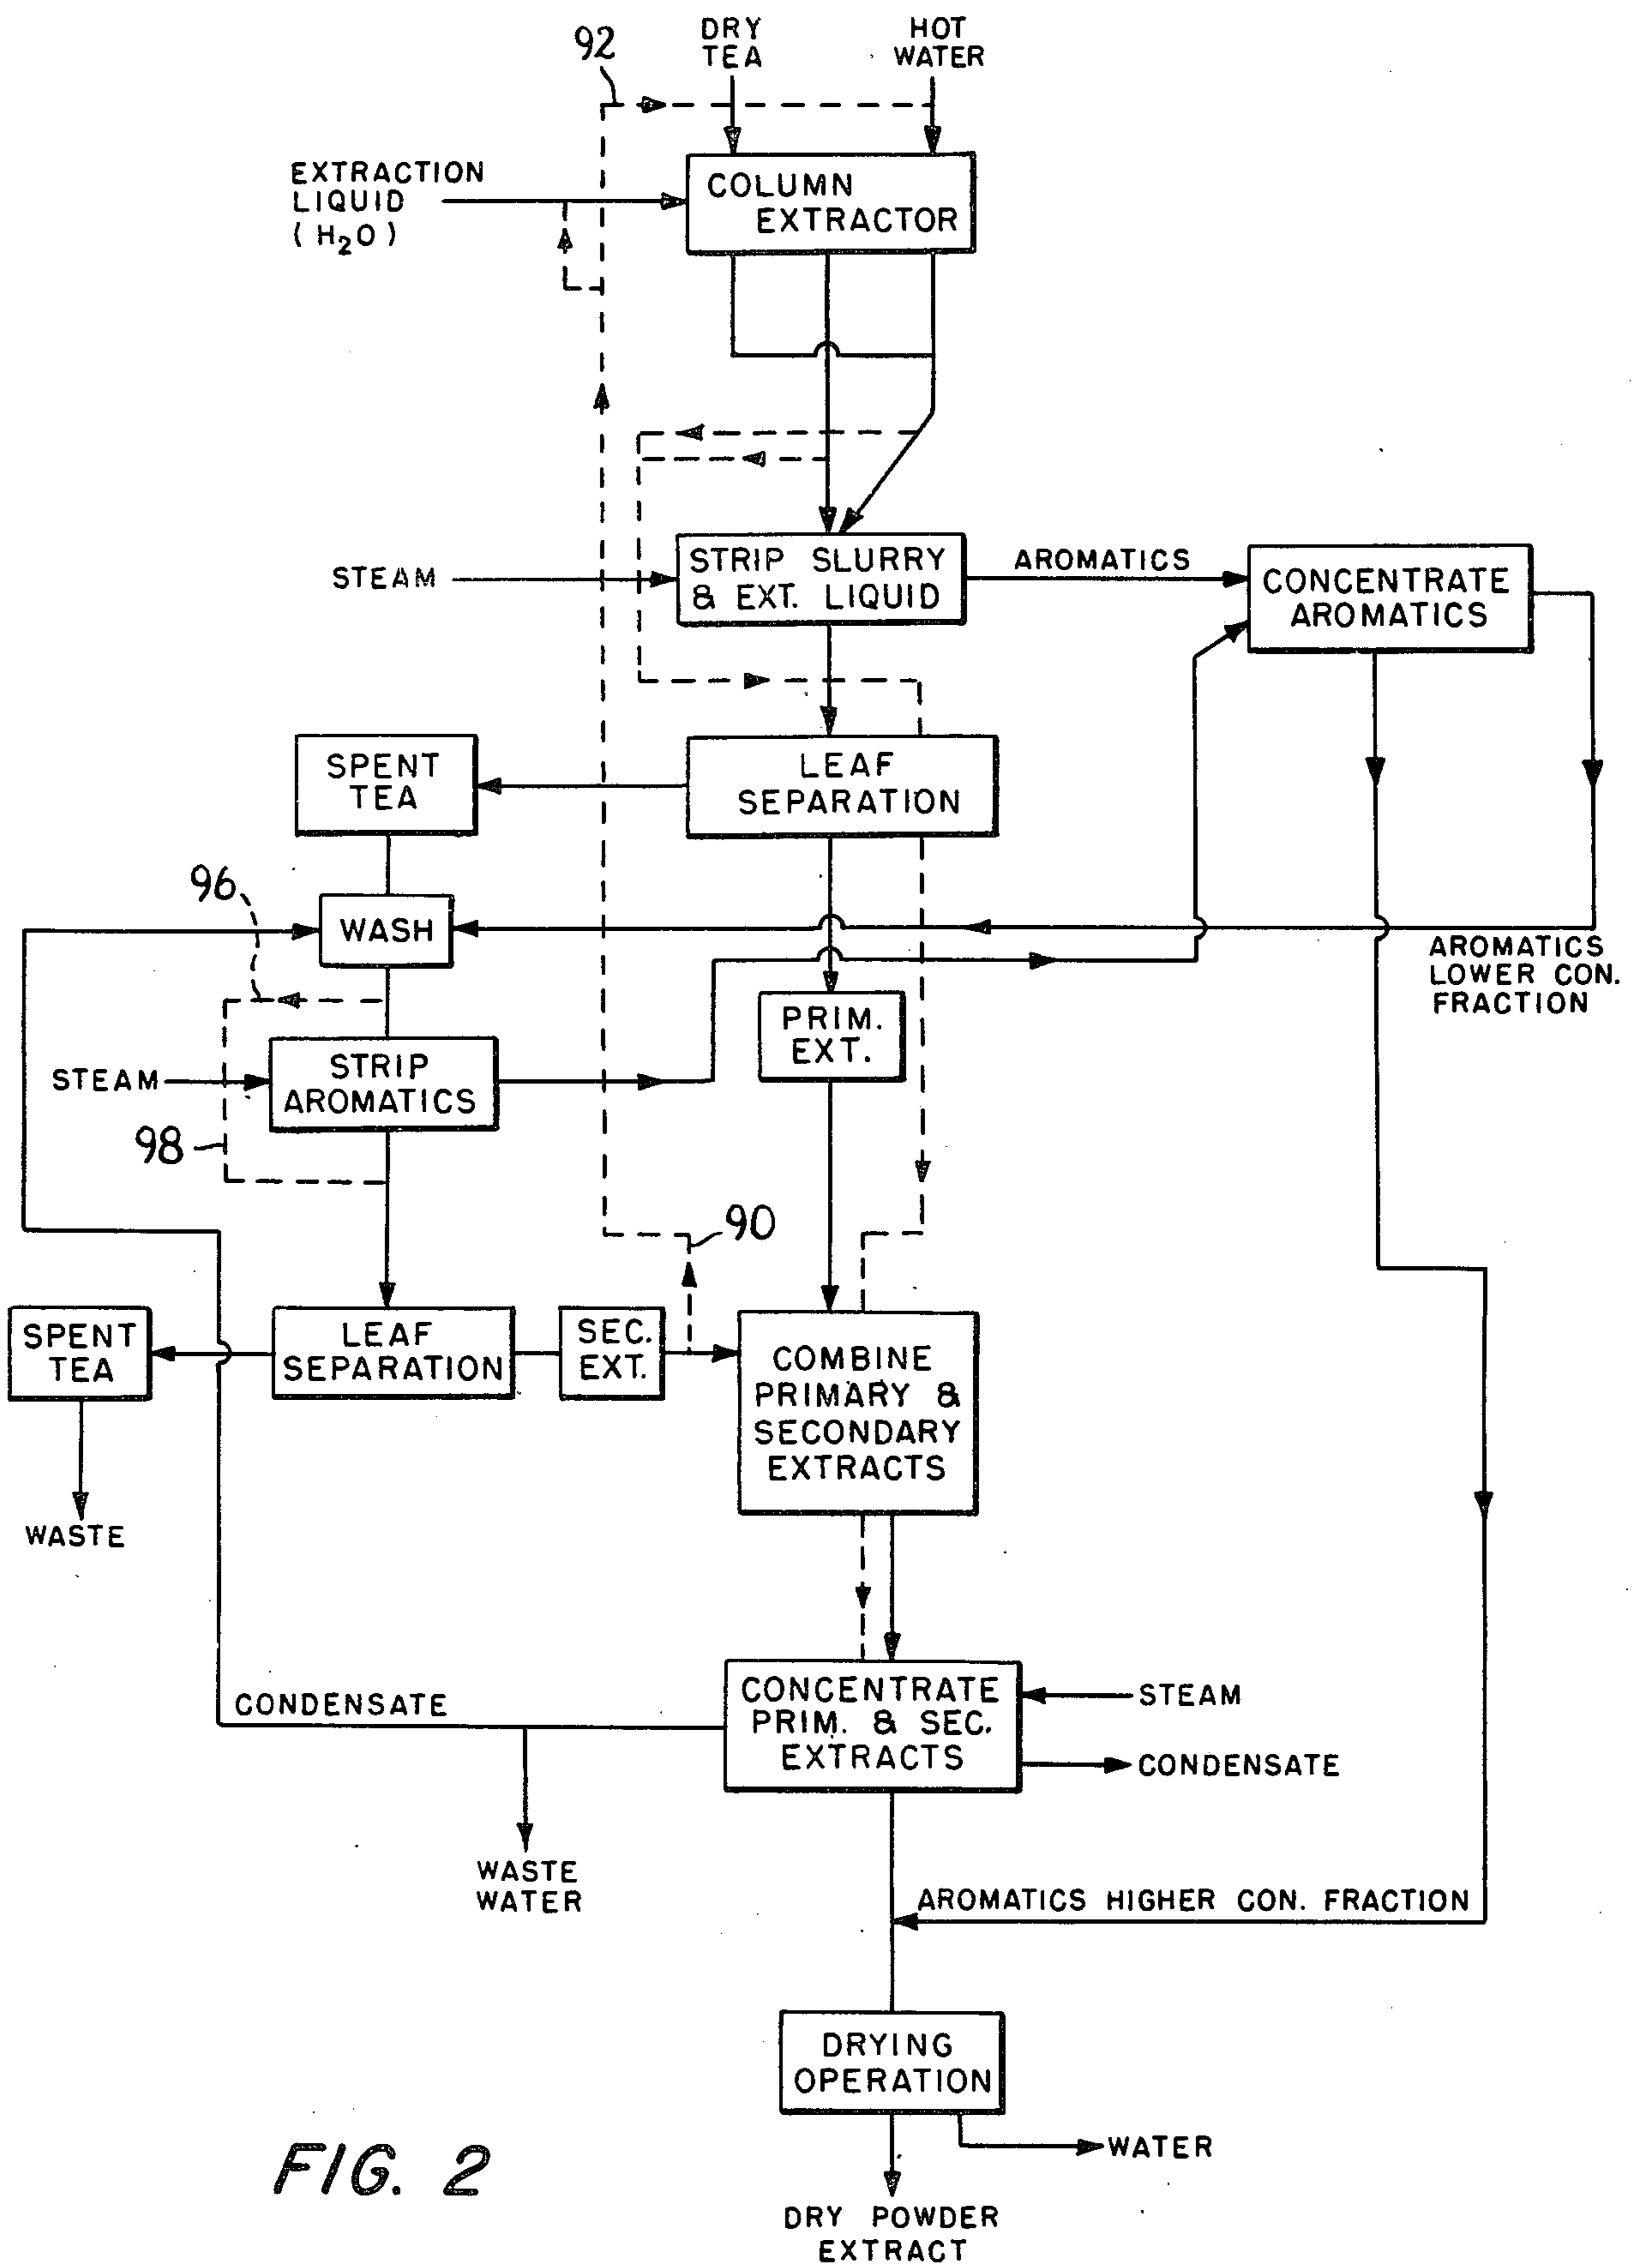 92
DRY
TEA
HOT
WATER
EXTRACTION
LIQUID
(H₂O)
COLUMN
EXTRACTOR
STEAM
STRIP SLURRY
& EXT. LIQUID
AROMATICS
CONCENTRATE
AROMATICS
SPENT
TEA
LEAF
SEPARATION
96
WASH
AROMATICS
LOWER CON.
FRACTION
PRIM.
EXT.
STEAM
STRIP
AROMATICS
98
90
SPENT
TEA
LEAF
SEPARATION
SEC.
EXT.
COMBINE
PRIMARY &
SECONDARY
EXTRACTS
WASTE
CONDENSATE
CONCENTRATE
PRIM. & SEC.
EXTRACTS
STEAM
CONDENSATE
WASTE
WATER
AROMATICS HIGHER CON. FRACTION
DRYING
OPERATION
WATER
FIG. 2
DRY POWDER
EXTRACT